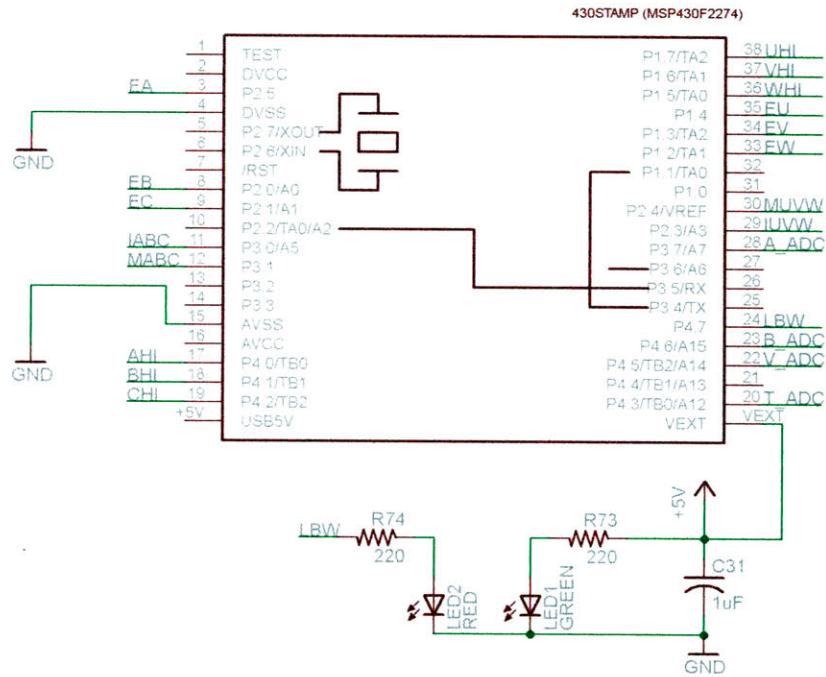 430STAMP (MSP430F2274)
1 TEST
2 DVCC
EA 3 P2.5
4 DVSS
5 P2.7/XOUT
6 P2.6/XIN
7 /RST
EB 8 P2.0/A0
EC 9 P2.1/A1
10 P2.2/TA0/A2
IABC 11 P3.0/A5
MABC 12 P3.1
13 P3.2
14 P3.3
15 AVSS
16 AVCC
AHI 17 P4.0/TB0
BHI 18 P4.1/TB1
CHI 19 P4.2/TB2
+5V USB5V
GND
GND
P1.7/TA2 38 UHI
P1.6/TA1 37 VHI
P1.5/TA0 36 WHI
P1.4 35 EU
P1.3/TA2 34 EV
P1.2/TA1 33 EW
P1.1/TA0 32
P1.0 31
P2.4/VREF 30 MUVW
P2.3/A3 29 IUVW
P3.7/A7 28 A_ADC
P3.6/A6 27
P3.5/RX 26
P3.4/TX 25
P4.7 24 LBW
P4.6/A15 23 B_ADC
P4.5/TB2/A14 22 V_ADC
P4.4/TB1/A13 21
P4.3/TB0/A12 20 T_ADC
VEXT VEXT
LBW
R74
220
LED2
RED
R73
220
LED1
GREEN
+5V
C31
1uF
GND